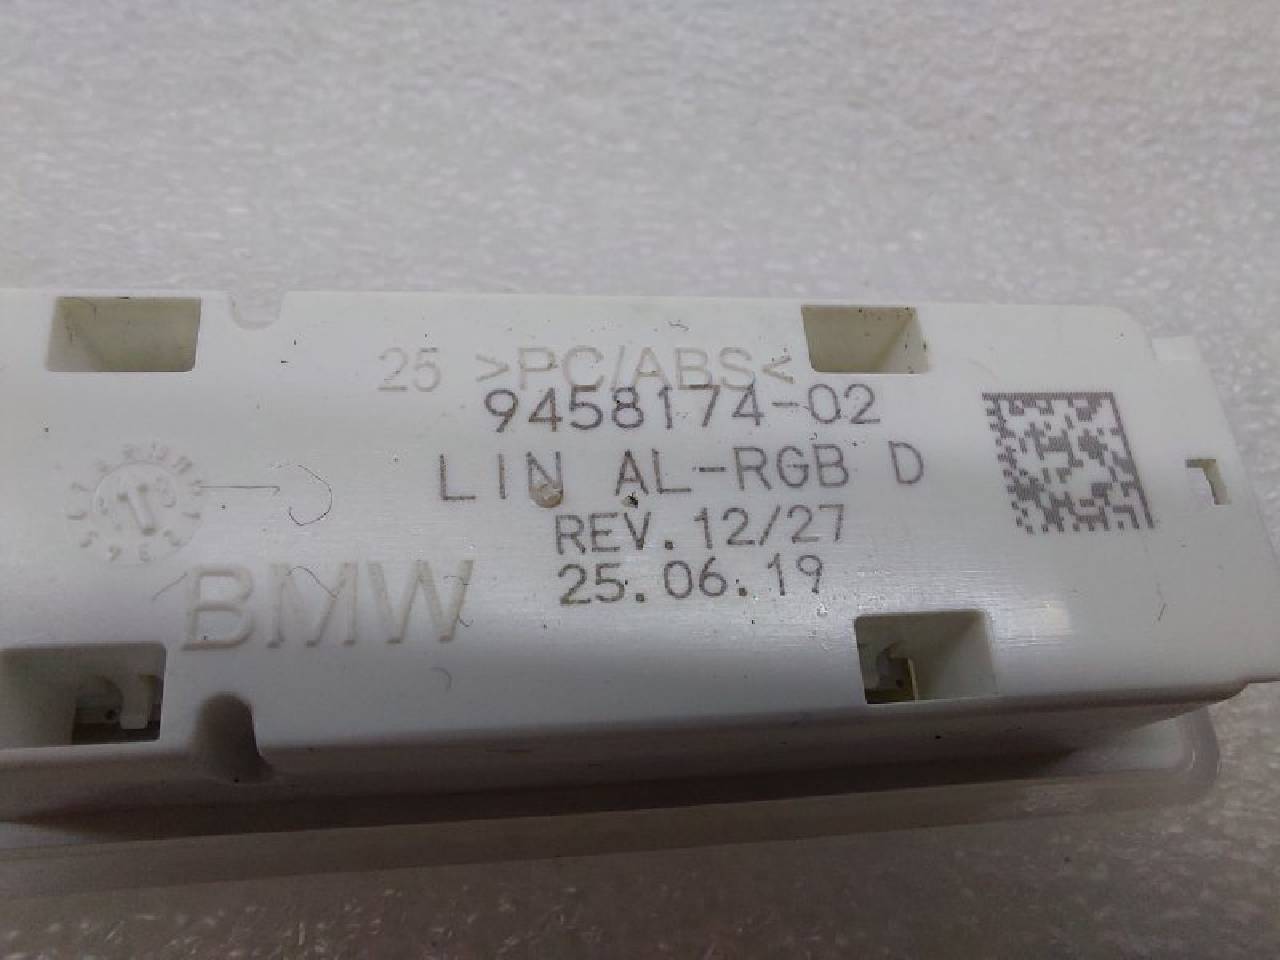 25 >PC/ABS<
9458174-02
LIN AL-RGB D
REV.12/27
25.06.19
BMW